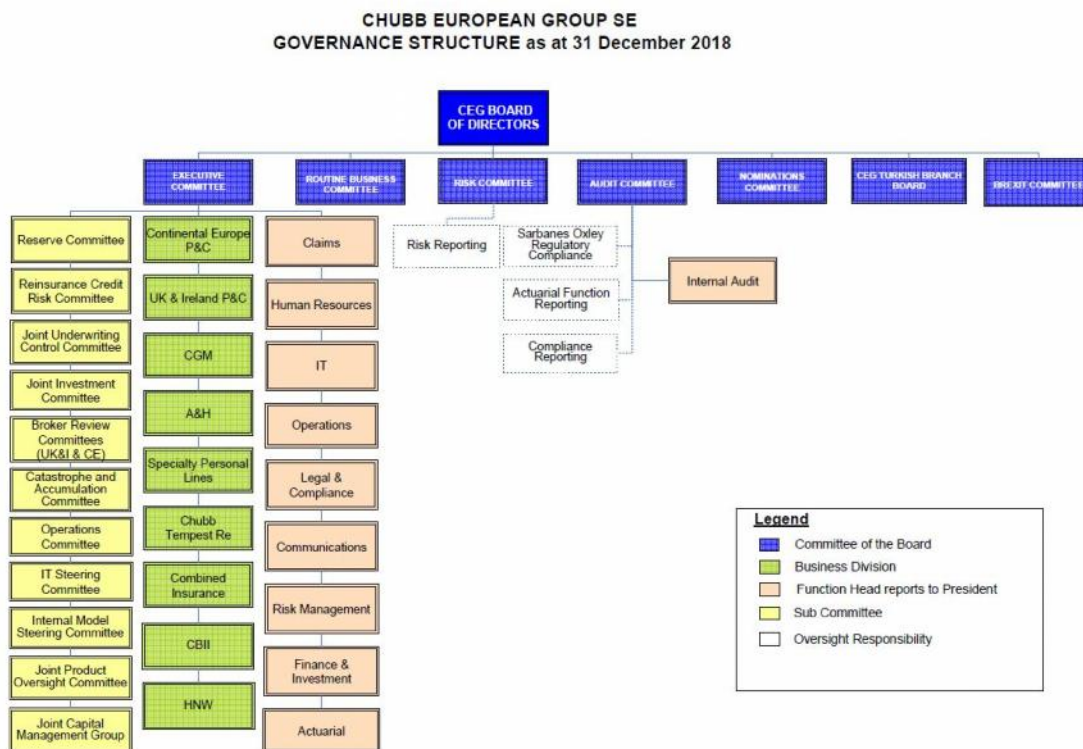 CHUBB EUROPEAN GROUP SE
GOVERNANCE STRUCTURE as at 31 December 2018
CEG BOARD
OF DIRECTORS
EXECUTIVE
COMMITTEE
ROUTINE BUSINESS
COMMITTEE
RISK COMMITTEE
AUDIT COMMITTEE
NOMINATIONS
COMMITTEE
CEG TURKISH BRANCH
BOARD
BREXIT COMMITTEE
Reserve Committee
Reinsurance Credit
Risk Committee
Joint Underwriting
Control Committee
Joint Investment
Committee
Broker Review
Committees
(UK&I & CE)
Catastrophe and
Accumulation
Committee
Operations
Committee
IT Steering
Committee
Internal Model
Steering Committee
Joint Product
Oversight Committee
Joint Capital
Management Group
Continental Europe
P&C
UK & Ireland P&C
CGM
A&H
Specialty Personal
Lines
Chubb
Tempest Re
Combined
Insurance
CBII
HNW
Claims
Human Resources
IT
Operations
Legal &
Compliance
Communications
Risk Management
Finance &
Investment
Actuarial
Risk Reporting
Sarbanes Oxley
Regulatory
Compliance
Actuarial Function
Reporting
Compliance
Reporting
Internal Audit
Legend
Committee of the Board
Business Division
Function Head reports to President
Sub Committee
Oversight Responsibility